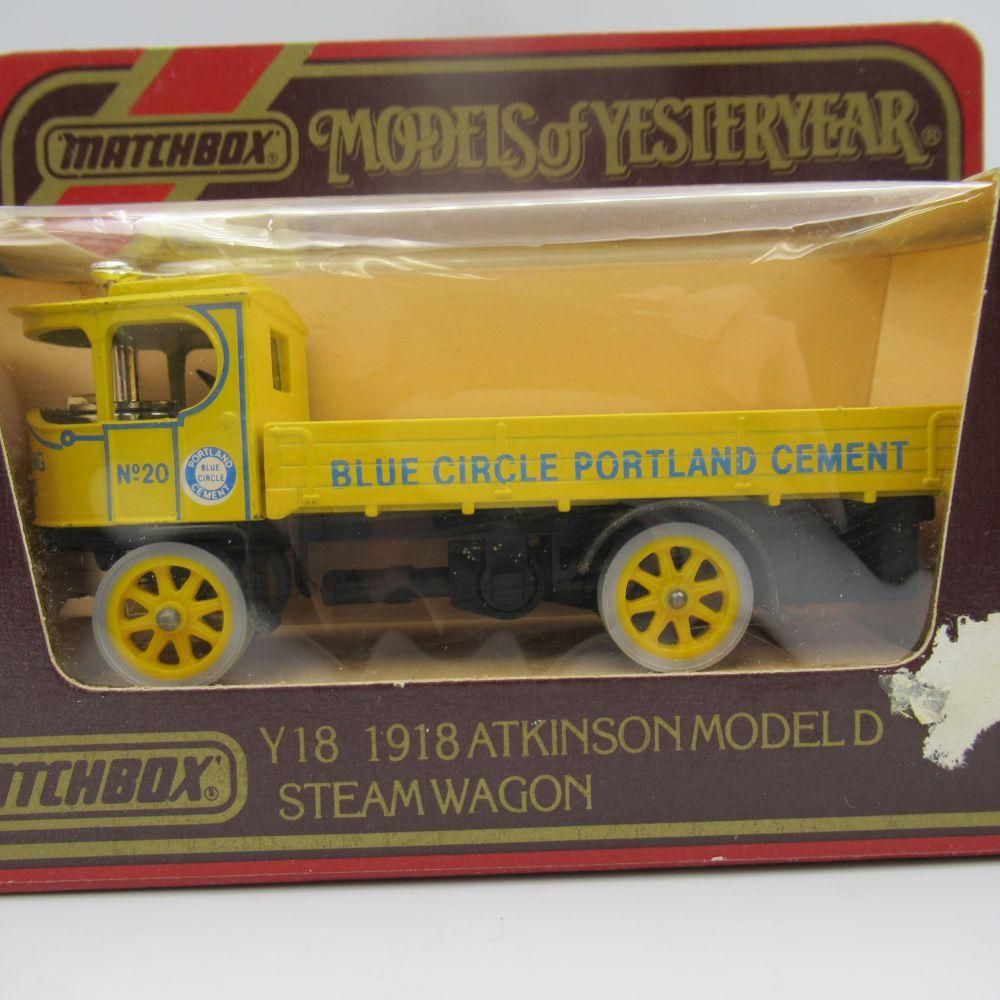 MATCHBOX®
MODELS of YESTERYEAR®
Nº20
PORTLAND
BLUE
CIRCLE
CEMENT
BLUE CIRCLE PORTLAND CEMENT
Y18 1918 ATKINSON MODEL D
STEAM WAGON
TCHBOX®